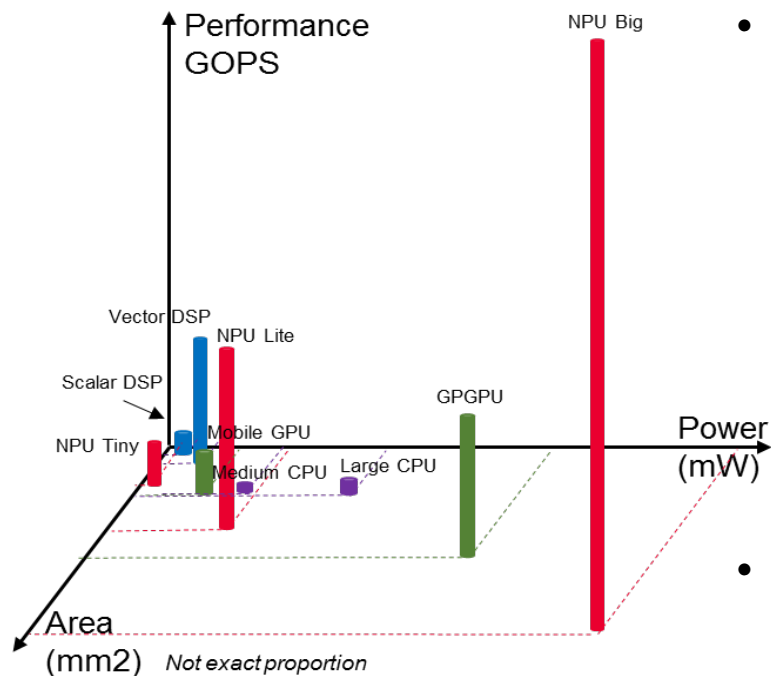 Performance
GOPS
NPU Big
Vector DSP
NPU Lite
Scalar DSP
GPGPU
NPU Tiny
Mobile GPU
Power
(mW)
Medium CPU
Large CPU
Area
(mm2)
Not exact proportion